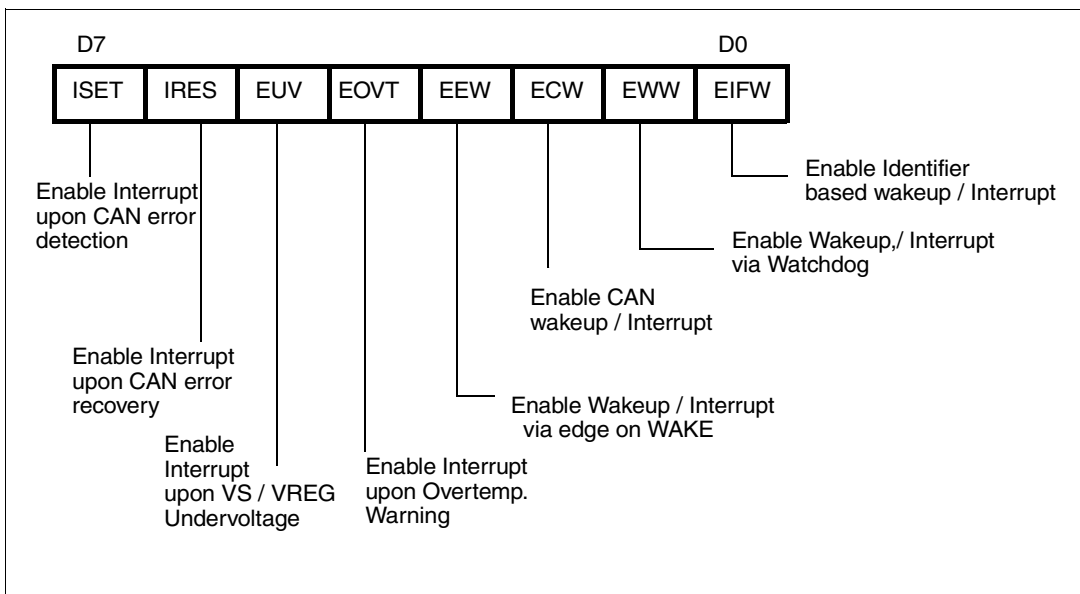 D7 D0
ISET IRES EUV EOVT EEW ECW EWW EIFW
Enable Identifier
based wakeup / Interrupt
Enable Interrupt
upon CAN error
detection
Enable Wakeup,/ Interrupt
via Watchdog
Enable CAN
wakeup / Interrupt
Enable Interrupt
upon CAN error
recovery
Enable Wakeup / Interrupt
via edge on WAKE
Enable
Interrupt
upon VS / VREG
Undervoltage
Enable Interrupt
upon Overtemp.
Warning